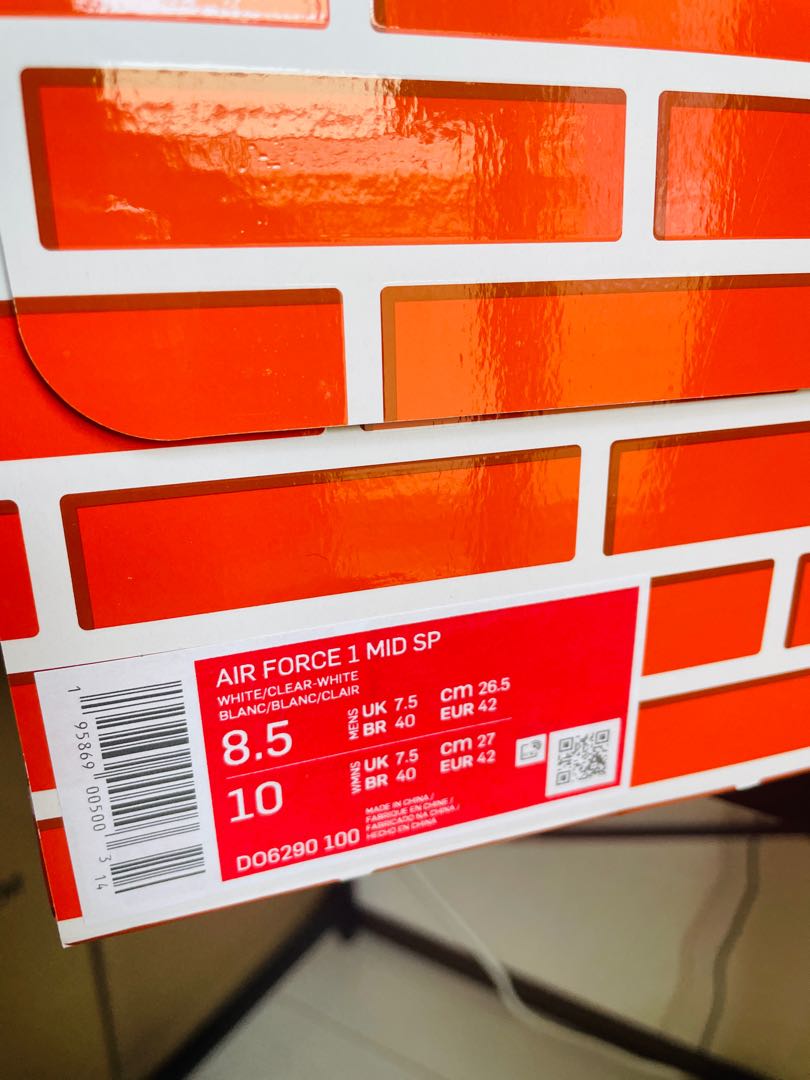 AIR FORCE 1 MID SP
WHITE/CLEAR-WHITE
BLANC/BLANC/CLAIR
8.5
MENS
UK 7.5 cm 26.5
BR 40 EUR 42
10
WMNS
UK 7.5 cm 27
BR 40 EUR 42
DO6290 100
MADE IN CHINA /
FABRIQUE EN CHINE /
FABRICADO NA CHINA /
HECHO EN CHINA
1 95869 00500 3 14